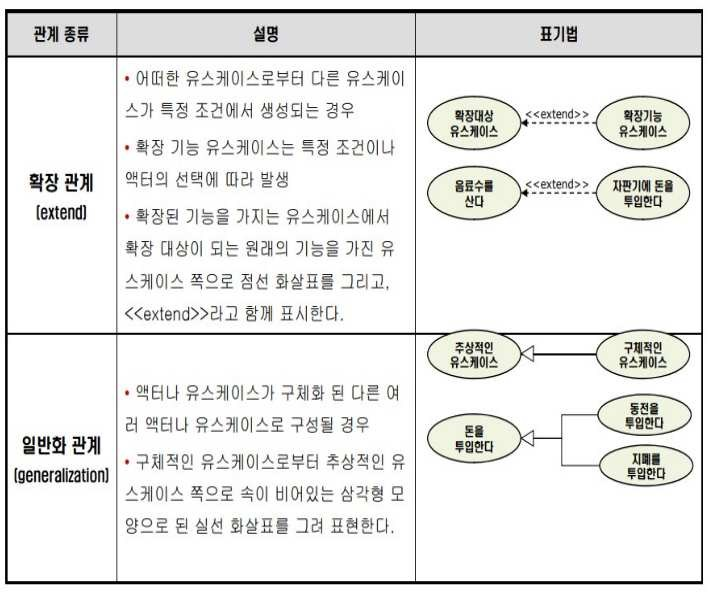 관계 종류
설명
표기법
확장 관계
(extend)
• 어떠한 유스케이스로부터 다른 유스케이
스가 특정 조건에서 생성되는 경우
• 확장 기능 유스케이스는 특정 조건이나
액터의 선택에 따라 발생
• 확장된 기능을 가지는 유스케이스에서
확장 대상이 되는 원래의 기능을 가진 유
스케이스 쪽으로 점선 화살표를 그리고,
<<extend>>라고 함께 표시한다.
확장대상
유스케이스
<<extend>>
확장기능
유스케이스
음료수를
산다
<<extend>>
자판기에 돈을
투입한다
일반화 관계
(generalization)
• 액터나 유스케이스가 구체화 된 다른 여
러 액터나 유스케이스로 구성될 경우
• 구체적인 유스케이스로부터 추상적인 유
스케이스 쪽으로 속이 비어있는 삼각형 모
양으로 된 실선 화살표를 그려 표현한다.
추상적인
유스케이스
구체적인
유스케이스
돈을
투입한다
동전을
투입한다
지폐를
투입한다